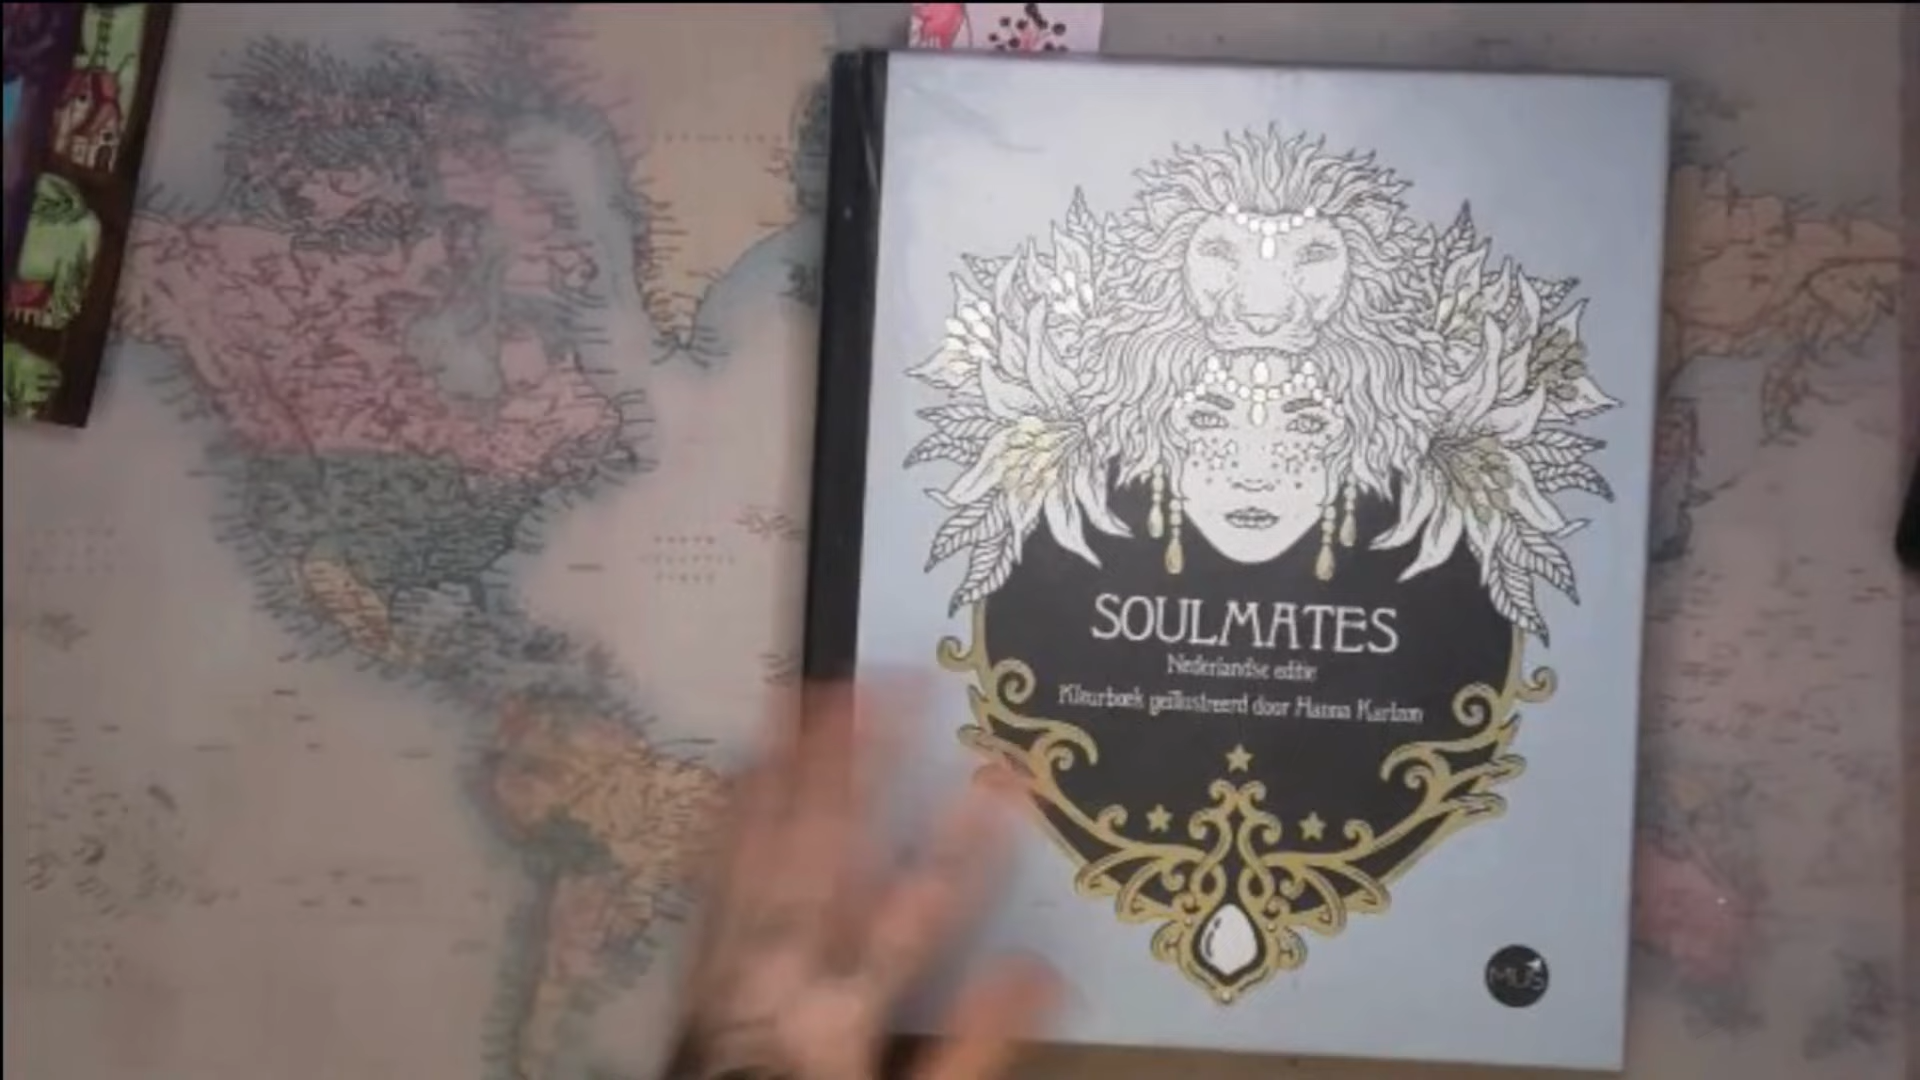 SOULMATES
Nederlandse editie
Kleurboek geïllustreerd door Hanna Karlzon
MUS